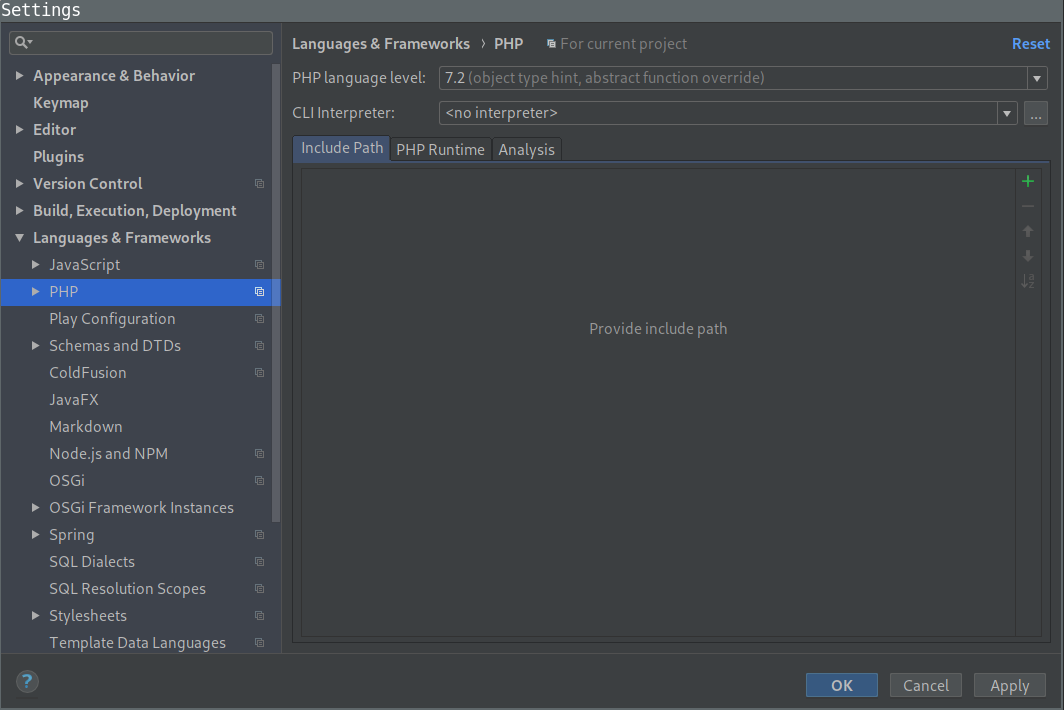 Settings
Appearance & Behavior
Keymap
Editor
Plugins
Version Control
Build, Execution, Deployment
Languages & Frameworks
JavaScript
PHP
Play Configuration
Schemas and DTDs
ColdFusion
JavaFX
Markdown
Node.js and NPM
OSGi
OSGi Framework Instances
Spring
SQL Dialects
SQL Resolution Scopes
Stylesheets
Template Data Languages
Languages & Frameworks › PHP For current project Reset
PHP language level: 7.2 (object type hint, abstract function override)
CLI Interpreter: <no interpreter> ...
Include Path PHP Runtime Analysis
Provide include path
? OK Cancel Apply